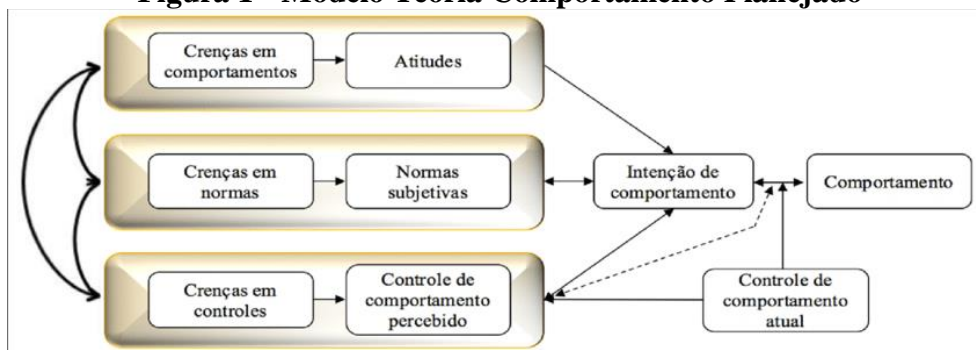 Figura 1 - Modelo Teoria Comportamento Planejado
Crenças em
comportamentos
Atitudes
Crenças em
normas
Normas
subjetivas
Intenção de
comportamento
Comportamento
Crenças em
controles
Controle de
comportamento
percebido
Controle de
comportamento
atual